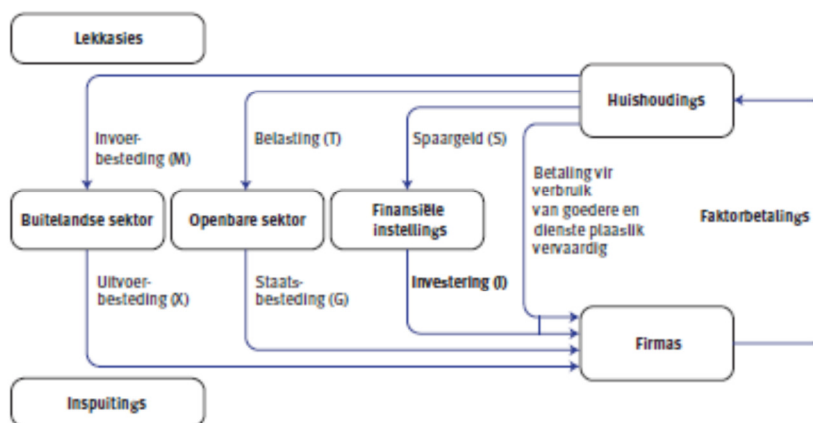 Lekkasies
Huishoudings
Invoer-
besteding (M)
Belasting (T)
Spaargeld (S)
Betaling vir
verbruik
van goedere en
dienste plaaslik
vervaardig
Faktorbetalings
Buitelandse sektor
Openbare sektor
Finansiële
instellings
Uitvoer-
besteding (X)
Staats-
besteding (G)
Investering (I)
Firmas
Inspuitings